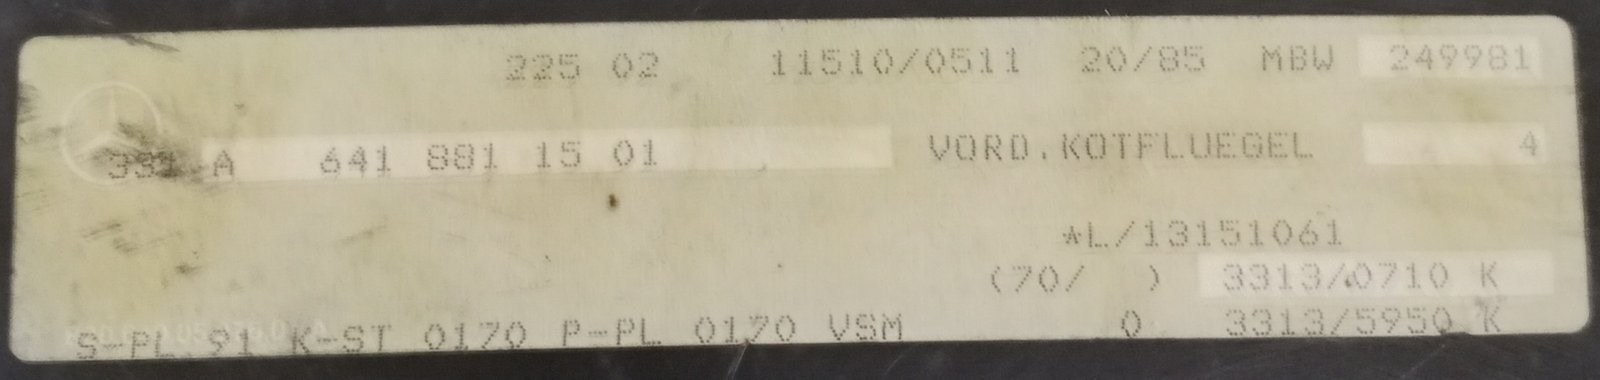 225 02 11510/0511 20/85 MBW 249981
331 A 641 881 15 01 VORD.KOTFLUEGEL 4
*L/13151061
(70/ ) 3313/0710 K
S-PL 91 K-ST 0170 P-PL 0170 VSM 0 3313/5950 K